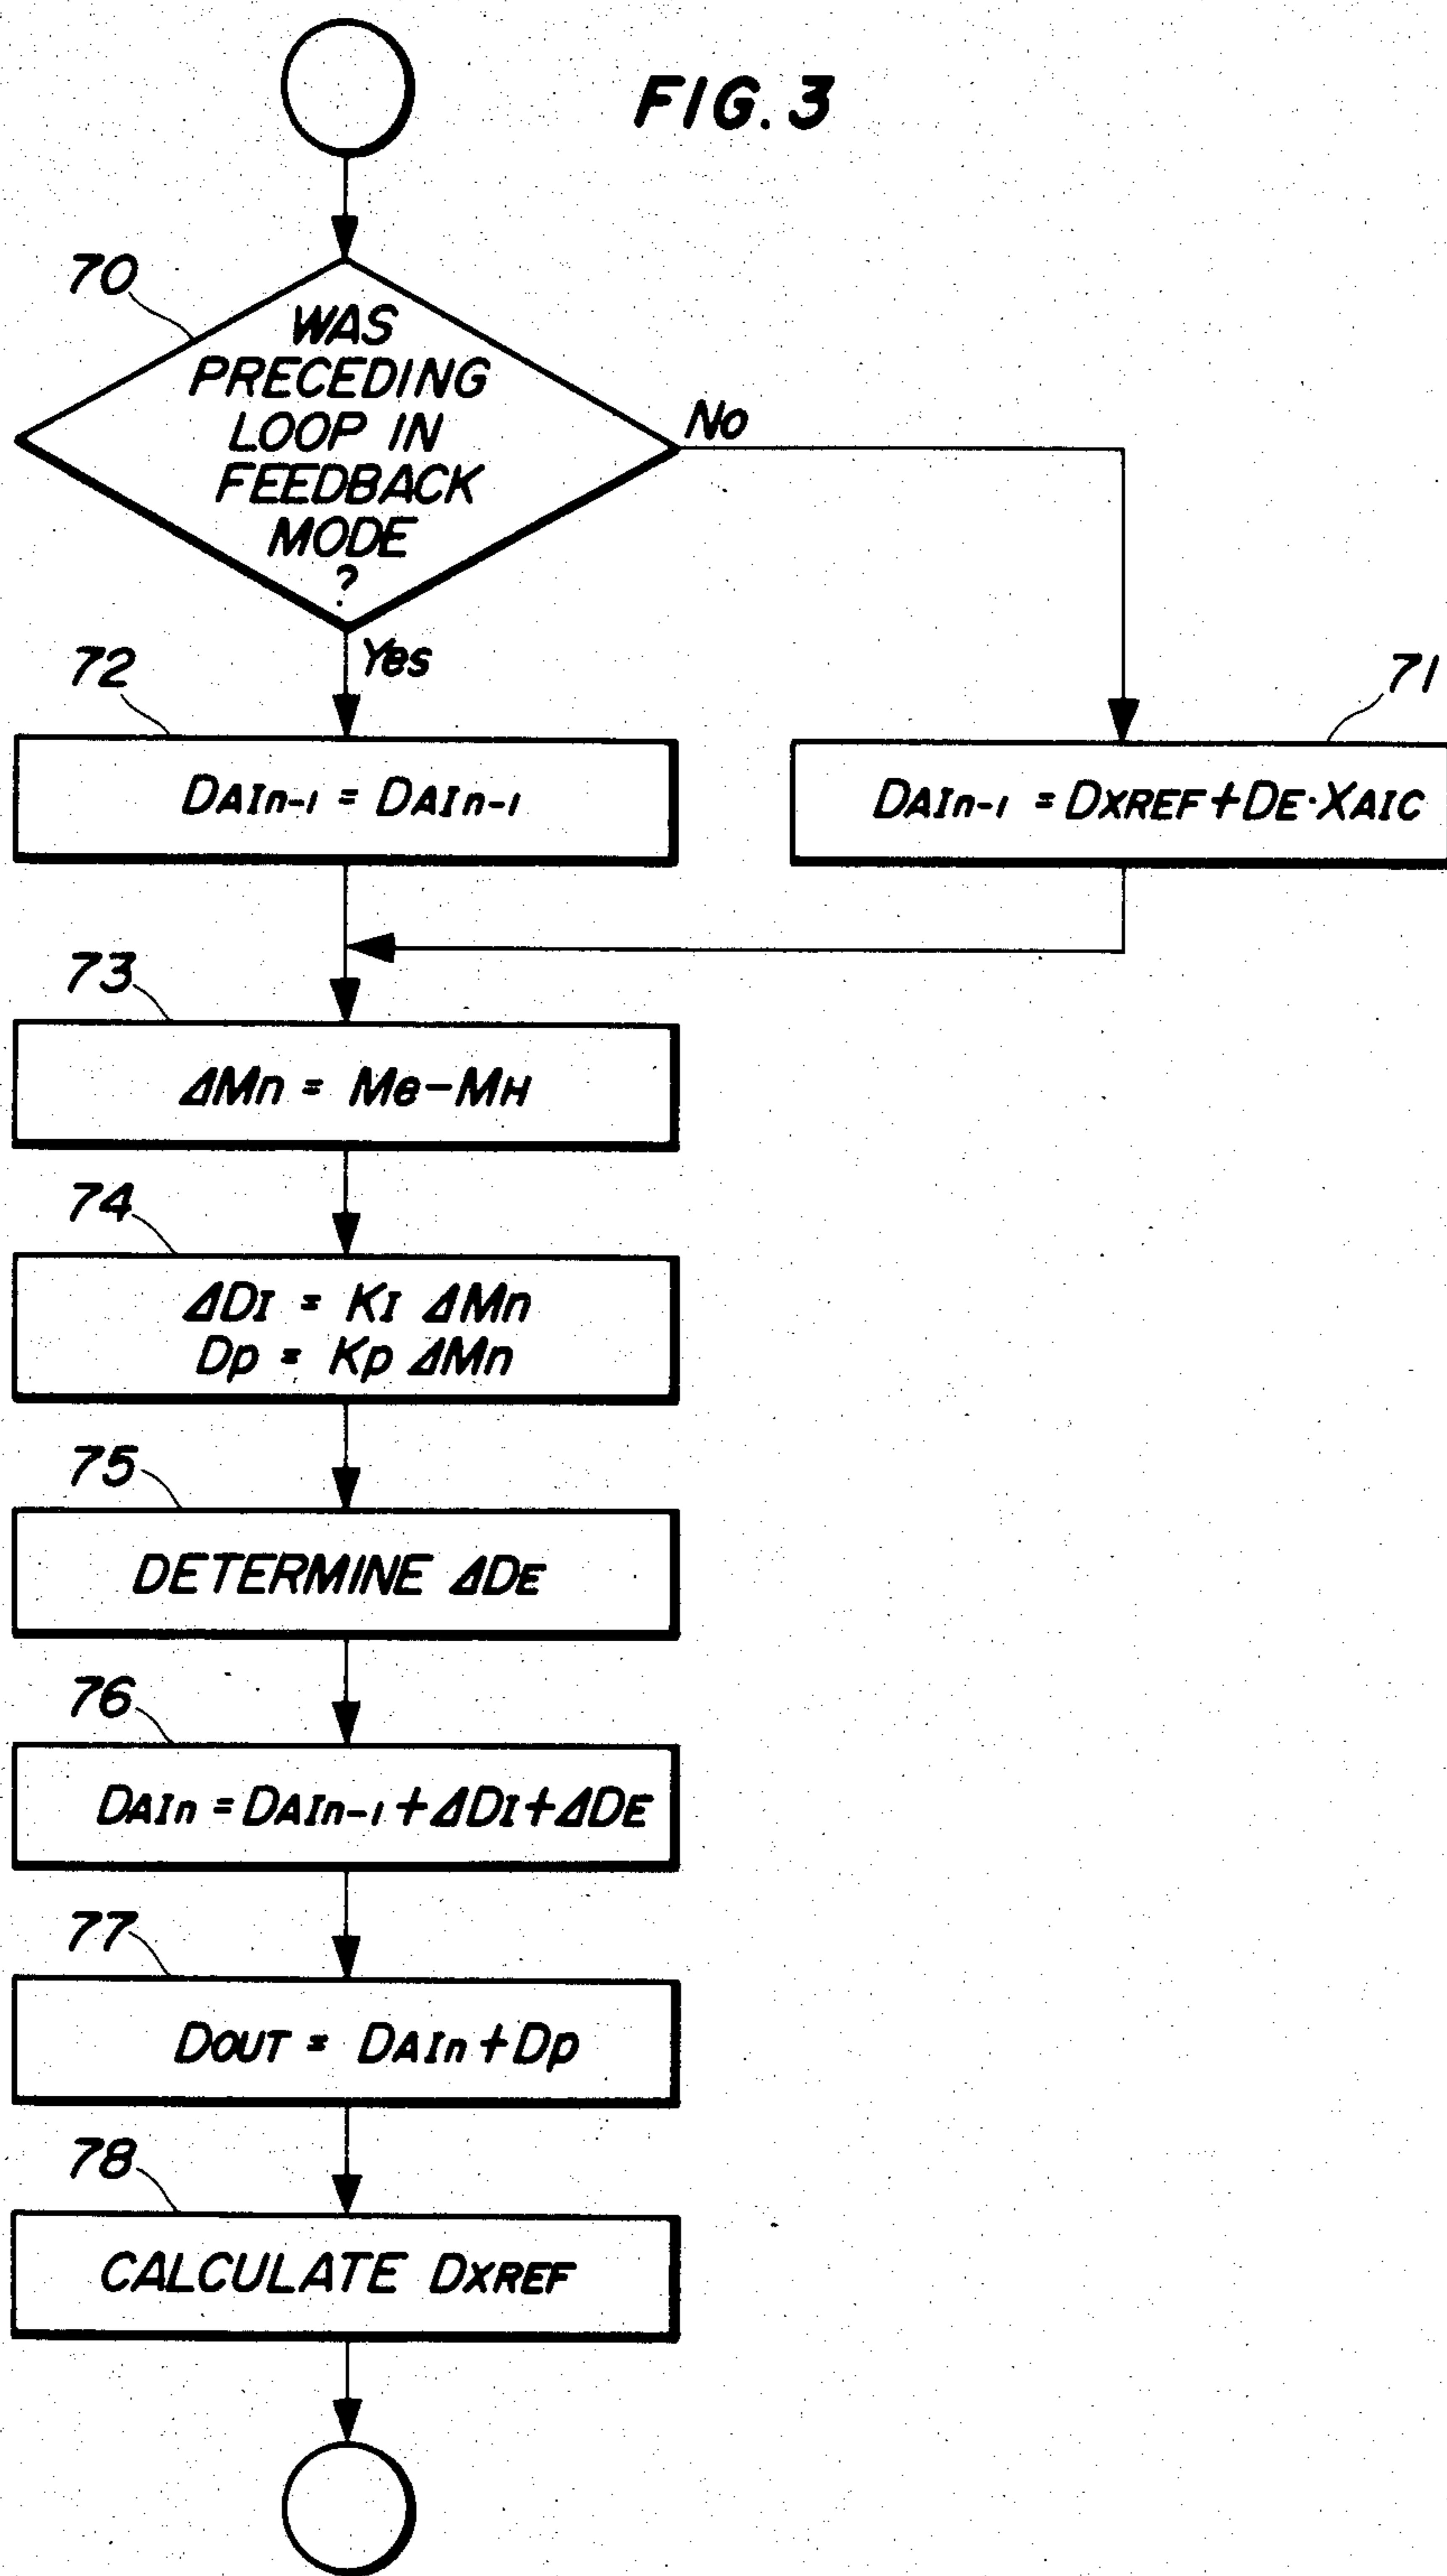 FIG. 3
70
WAS
PRECEDING
LOOP IN
FEEDBACK
MODE
?
No
Yes
72
71
DAIn-1 = DAIn-1
DAIn-1 = DXREF+DE·XAIC
73
ΔMn = Me-MH
74
ΔDI = KI ΔMn
Dp = Kp ΔMn
75
DETERMINE ΔDE
76
DAIn = DAIn-1+ΔDI+ΔDE
77
DOUT = DAIn+Dp
78
CALCULATE DXREF